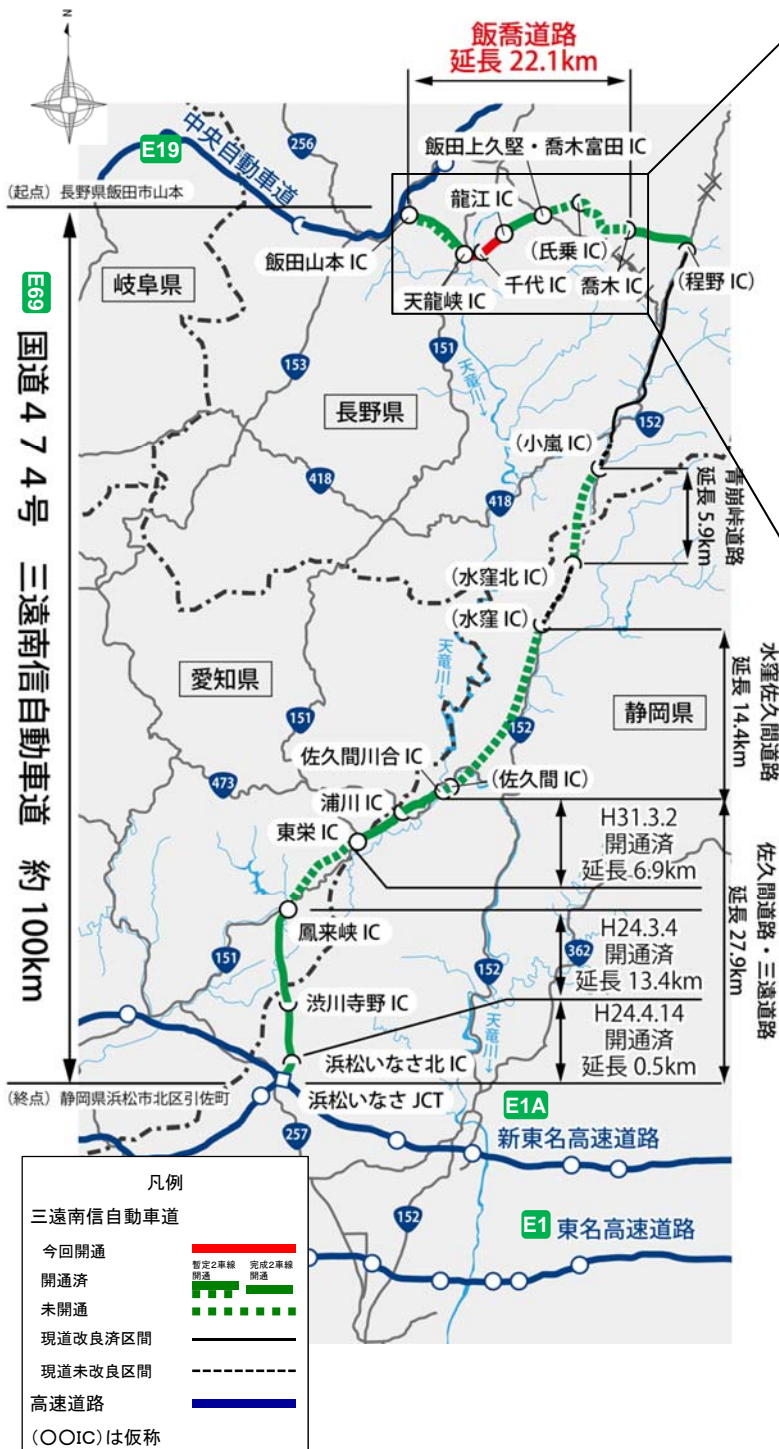 N
飯喬道路
延長 22.1km
E19
中央自動車道
256
飯田上久堅・喬木富田 IC
龍江 IC
(起点) 長野県飯田市山本
飯田山本 IC
(氏乗 IC)
(程野 IC)
天龍峡 IC
千代 IC
喬木 IC
岐阜県
E69
国道474号 三遠南信自動車道 約100km
153
151
天竜川→
長野県
152
(小嵐 IC)
418
418
青崩峠道路
延長 5.9km
(水窪北 IC)
(水窪 IC)
天竜川→
愛知県
151
152
静岡県
水窪佐久間道路
延長 14.4km
佐久間川合 IC
(佐久間 IC)
473
浦川 IC
東栄 IC
H31.3.2
開通済
延長 6.9km
佐久間道路・三遠道路
延長 27.9km
鳳来峡 IC
151
H24.3.4
開通済
延長 13.4km
362
152
渋川寺野 IC
天竜川→
H24.4.14
開通済
延長 0.5km
浜松いなさ北 IC
(終点) 静岡県浜松市北区引佐町
浜松いなさ JCT
E1A
新東名高速道路
257
152
E1
東名高速道路
凡例
三遠南信自動車道
今回開通
開通済
暫定2車線
開通
完成2車線
開通
未開通
現道改良済区間
現道未改良区間
高速道路
(○○IC)は仮称